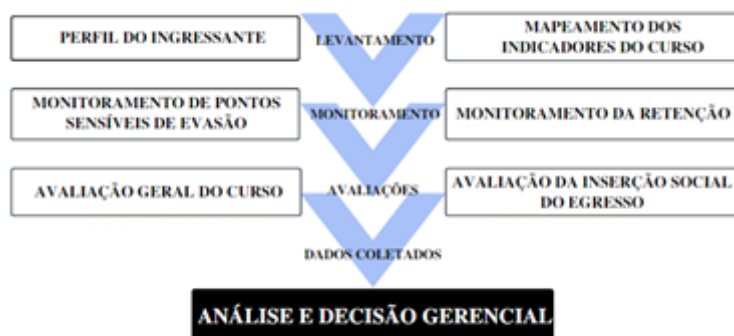 PERFIL DO INGRESSANTE
LEVANTAMENTO
MAPEAMENTO DOS
INDICADORES DO CURSO
MONITORAMENTO DE PONTOS
SENSÍVEIS DE EVASÃO
MONITORAMENTO
MONITORAMENTO DA RETENÇÃO
AVALIAÇÃO GERAL DO CURSO
AVALIAÇÕES
AVALIAÇÃO DA INSERÇÃO SOCIAL
DO EGRESSO
DADOS COLETADOS
ANÁLISE E DECISÃO GERENCIAL